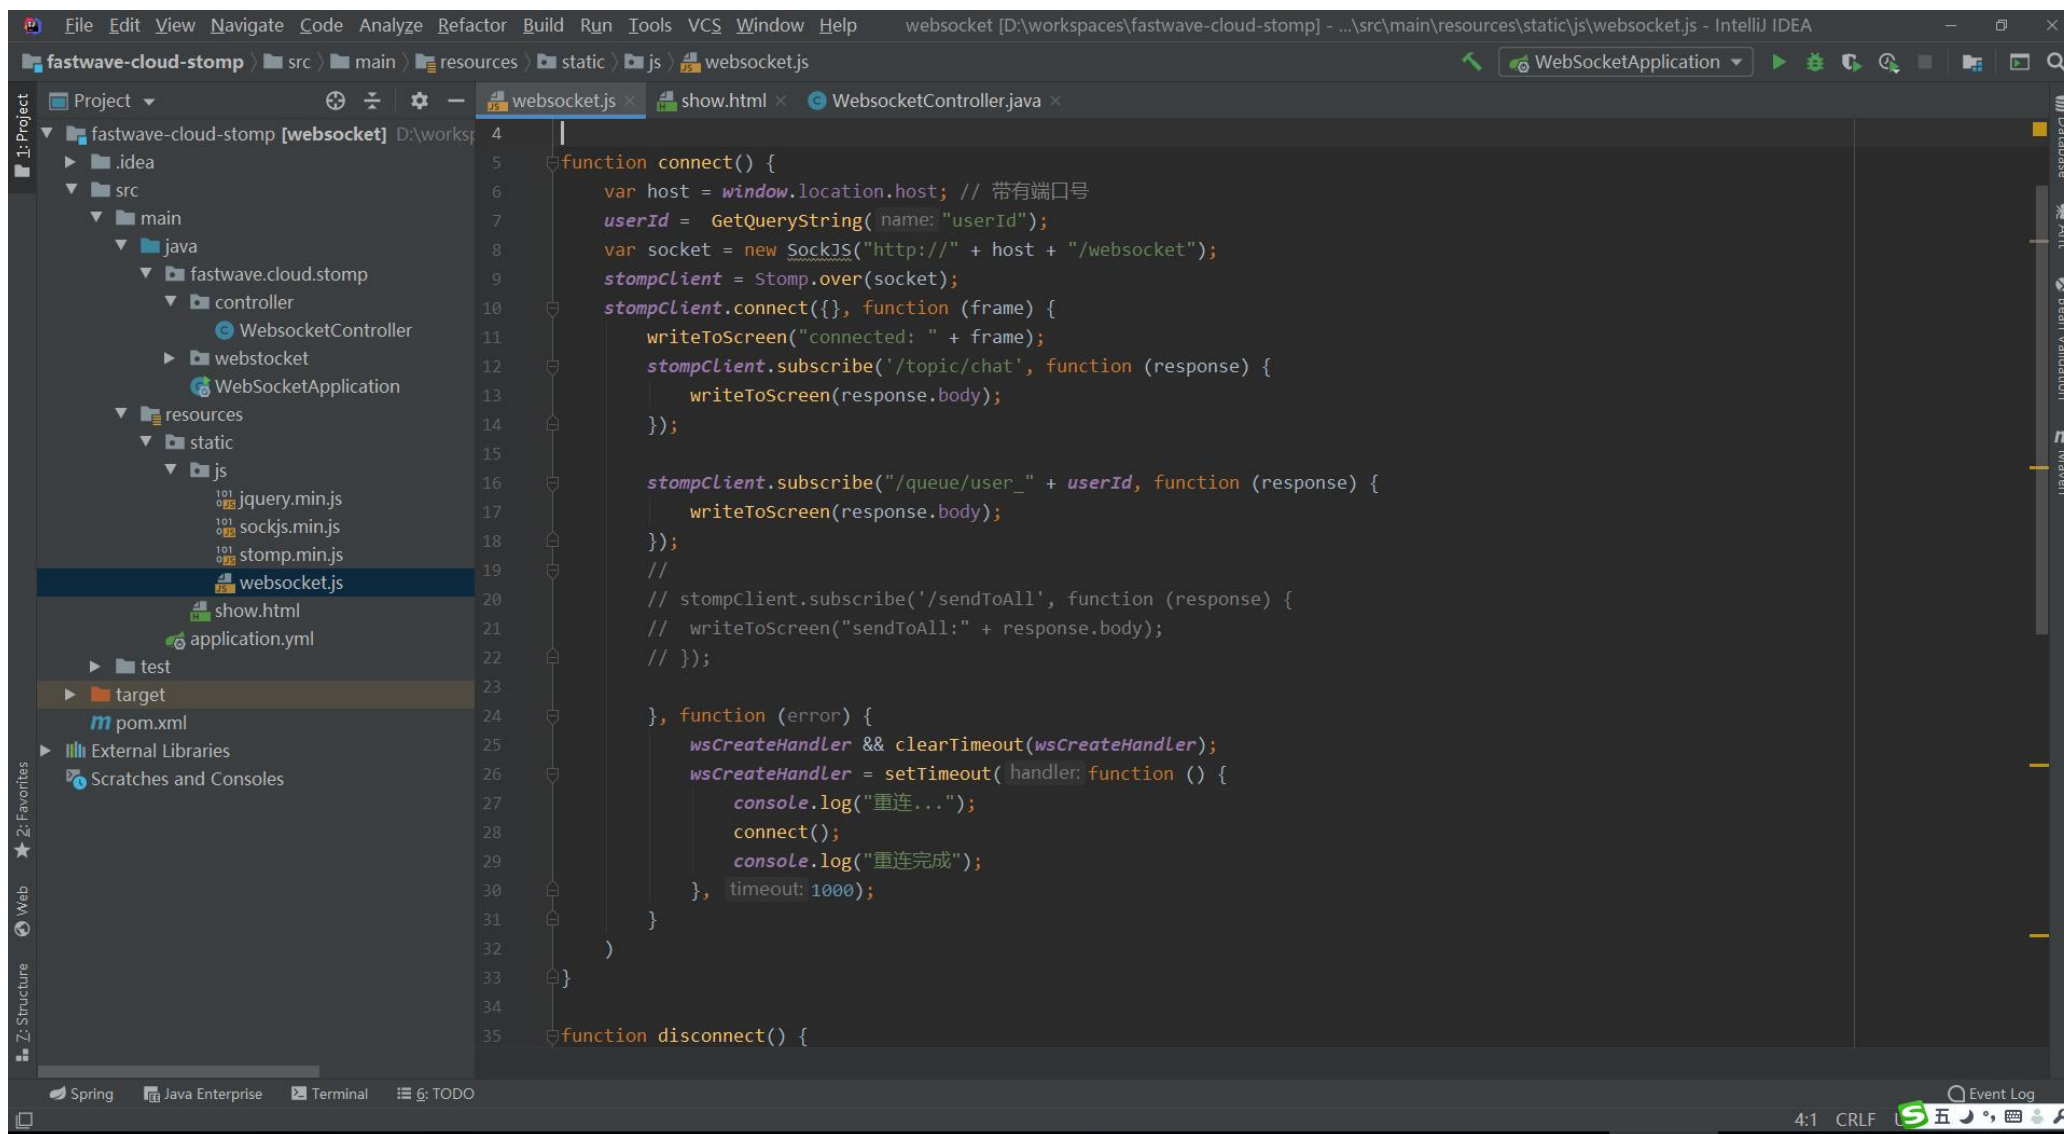 File Edit View Navigate Code Analyze Refactor Build Run Tools VCS Window Help websocket [D:\workspaces\fastwave-cloud-stomp] - ...\src\main\resources\static\js\websocket.js - IntelliJ IDEA
fastwave-cloud-stomp src main resources static js websocket.js WebSocketApplication
Project websocket.js show.html WebsocketController.java
1: Project
fastwave-cloud-stomp [websocket] D:\worksp
.idea
src
main
java
fastwave.cloud.stomp
controller
WebsocketController
webstocket
WebSocketApplication
resources
static
js
jquery.min.js
sockjs.min.js
stomp.min.js
websocket.js
show.html
application.yml
test
target
pom.xml
External Libraries
Scratches and Consoles
2: Favorites
Web
Z: Structure
4
5 function connect() {
6 var host = window.location.host; // 带有端口号
7 userId = GetQueryString( name: "userId");
8 var socket = new SockJS("http://" + host + "/websocket");
9 stompClient = Stomp.over(socket);
10 stompClient.connect({}, function (frame) {
11 writeToScreen("connected: " + frame);
12 stompClient.subscribe('/topic/chat', function (response) {
13 writeToScreen(response.body);
14 });
15
16 stompClient.subscribe("/queue/user_" + userId, function (response) {
17 writeToScreen(response.body);
18 });
19 //
20 // stompClient.subscribe('/sendToAll', function (response) {
21 // writeToScreen("sendToAll:" + response.body);
22 // });
23
24 }, function (error) {
25 wsCreateHandler && clearTimeout(wsCreateHandler);
26 wsCreateHandler = setTimeout( handler: function () {
27 console.log("重连...");
28 connect();
29 console.log("重连完成");
30 }, timeout: 1000);
31 }
32 )
33 }
34
35 function disconnect() {
Database
Ant
Bean Validation
Maven
Spring Java Enterprise Terminal 6: TODO Event Log
4:1 CRLF 五